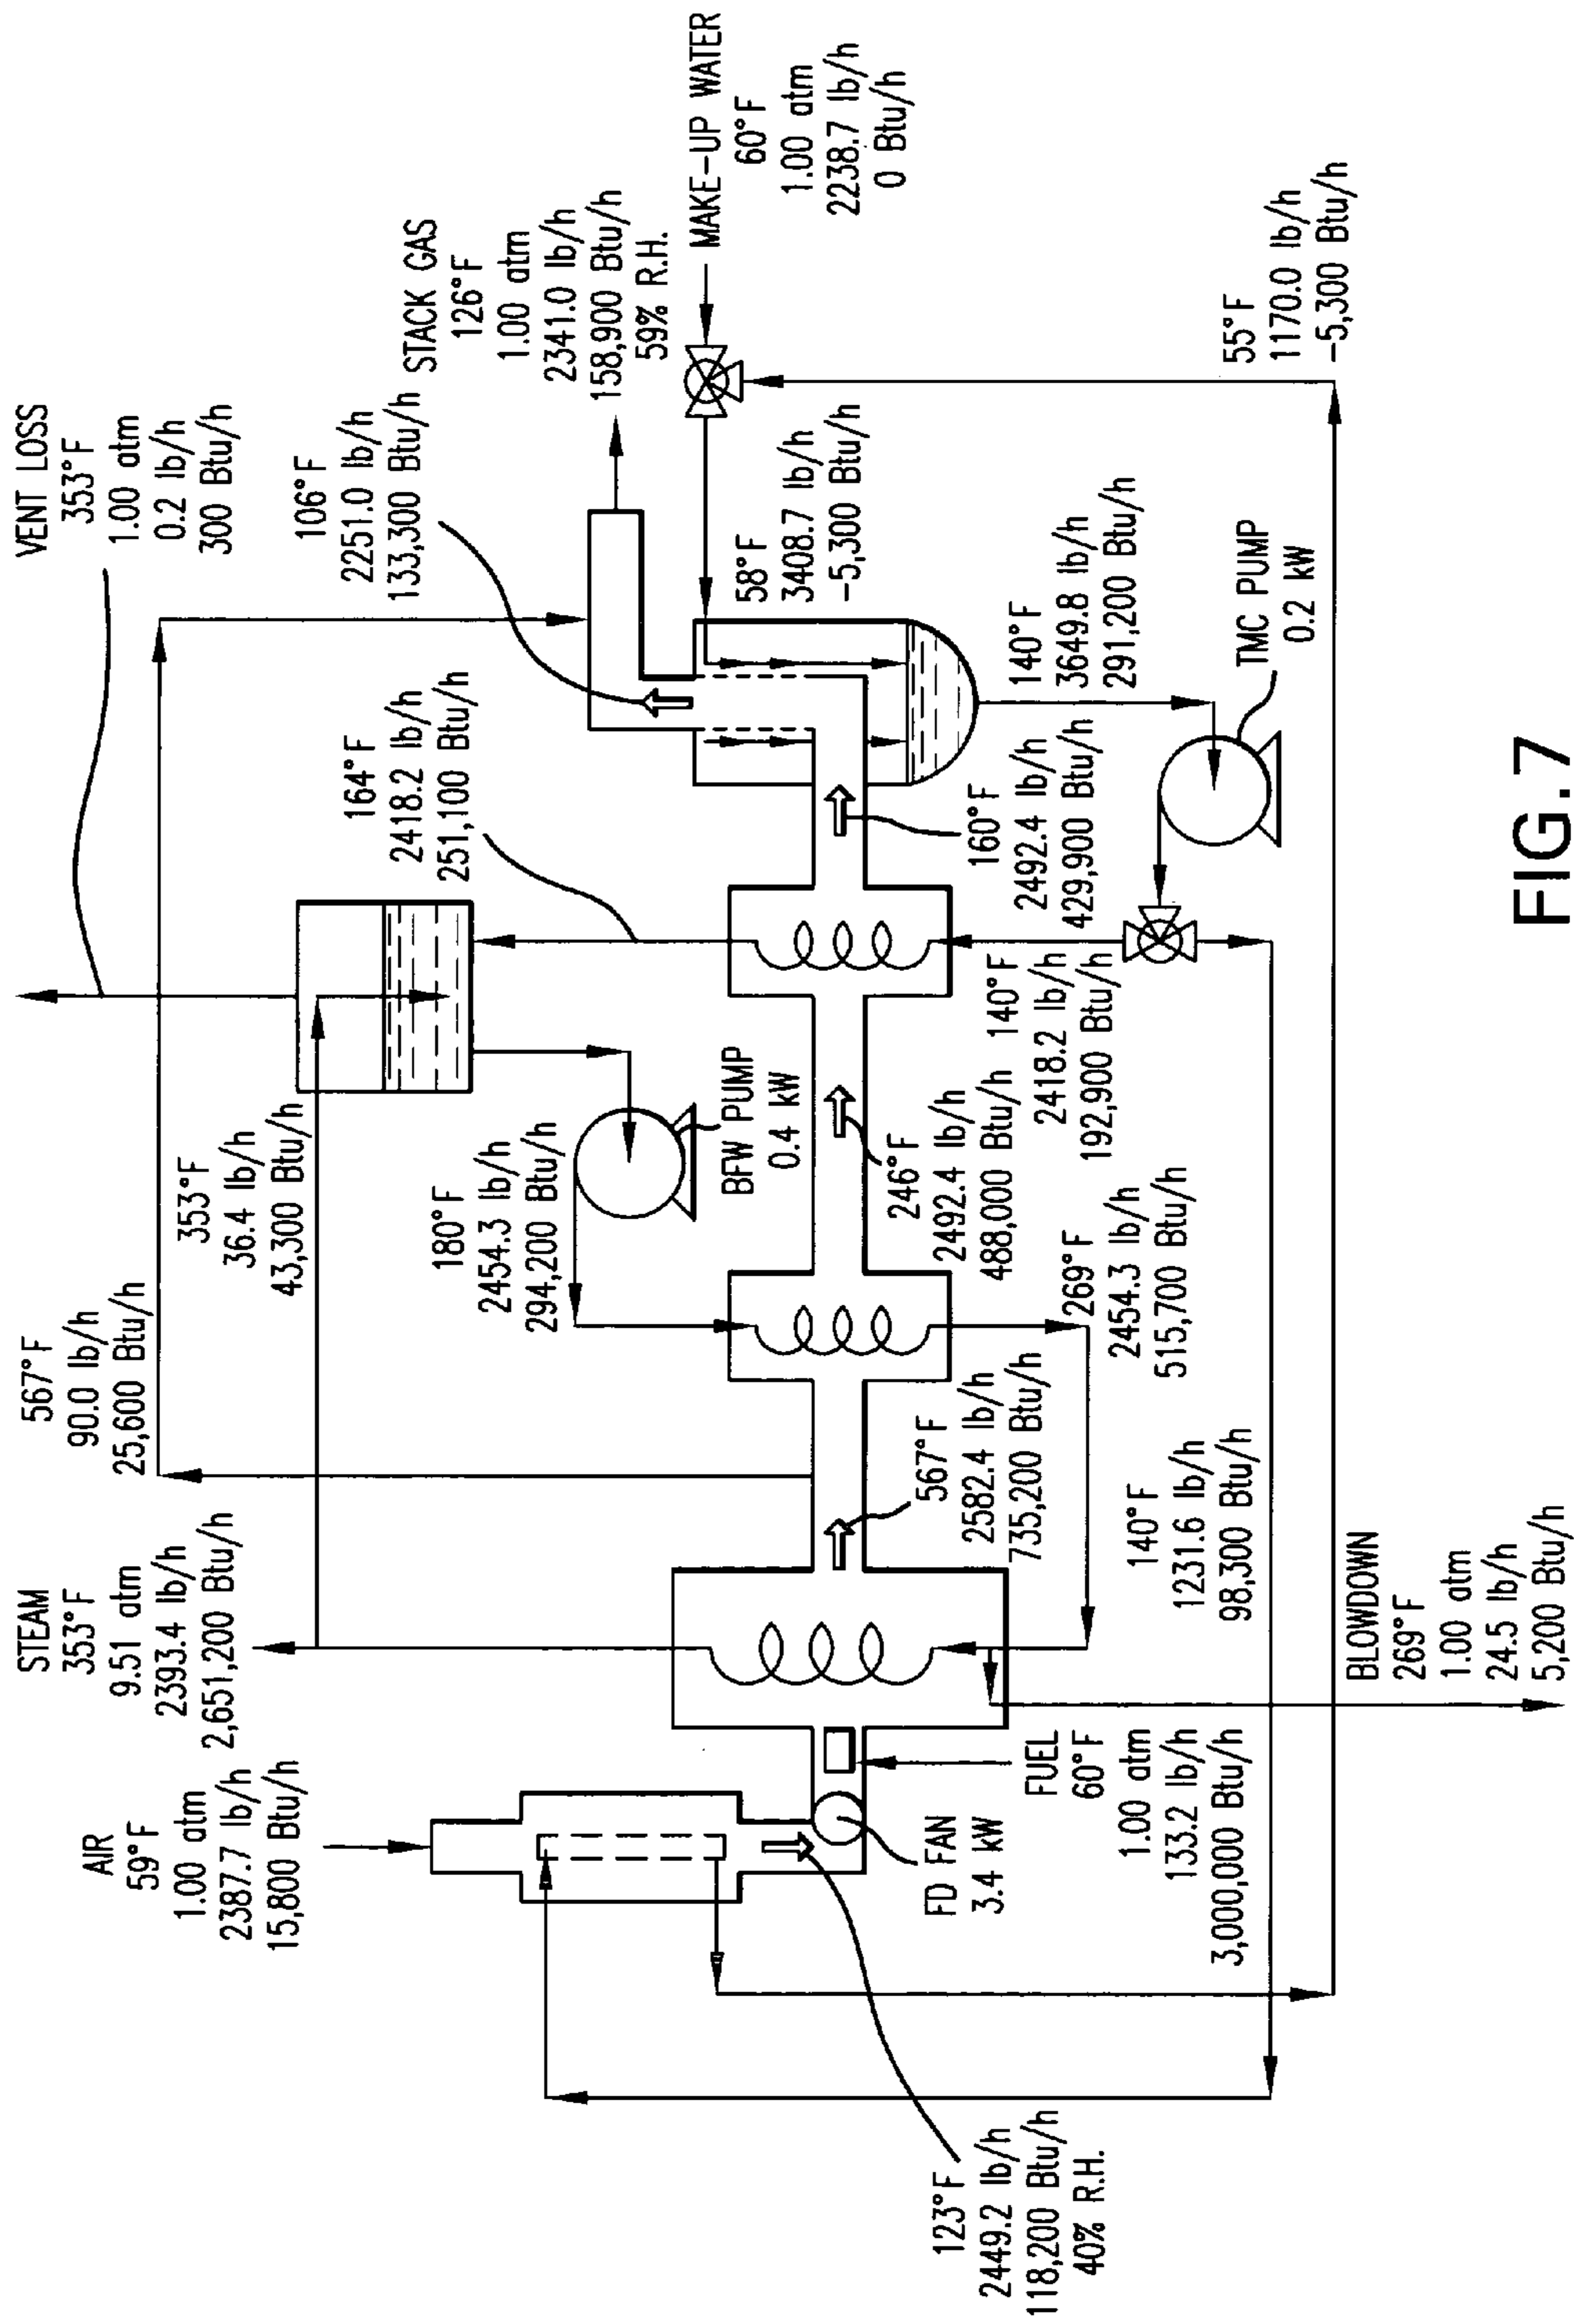 VENT LOSS
353°F
1.00 atm
0.2 lb/h
300 Btu/h
567°F
90.0 lb/h
25,600 Btu/h
STEAM
353°F
9.51 atm
2393.4 lb/h
2,651,200 Btu/h
AIR
59°F
1.00 atm
2387.7 lb/h
15,800 Btu/h
353°F
36.4 lb/h
43,300 Btu/h
106°F
2251.0 lb/h
133,300 Btu/h
STACK GAS
126°F
1.00 atm
2341.0 lb/h
158,900 Btu/h
59% R.H.
164°F
2418.2 lb/h
251,100 Btu/h
180°F
2454.3 lb/h
294,200 Btu/h
BFW PUMP
0.4 kW
MAKE-UP WATER
60°F
1.00 atm
2238.7 lb/h
0 Btu/h
58°F
3408.7 lb/h
-5,300 Btu/h
123°F
2449.2 lb/h
118,200 Btu/h
40% R.H.
FD FAN
3.4 kW
FUEL
60°F
1.00 atm
133.2 lb/h
3,000,000 Btu/h
567°F
2582.4 lb/h
735,200 Btu/h
246°F
2492.4 lb/h
488,000 Btu/h
160°F
2492.4 lb/h
429,900 Btu/h
140°F
3649.8 lb/h
291,200 Btu/h
269°F
2454.3 lb/h
515,700 Btu/h
140°F
2418.2 lb/h
192,900 Btu/h
TMC PUMP
0.2 kW
140°F
1231.6 lb/h
98,300 Btu/h
55°F
1170.0 lb/h
-5,300 Btu/h
BLOWDOWN
269°F
1.00 atm
24.5 lb/h
5,200 Btu/h
FIG.7